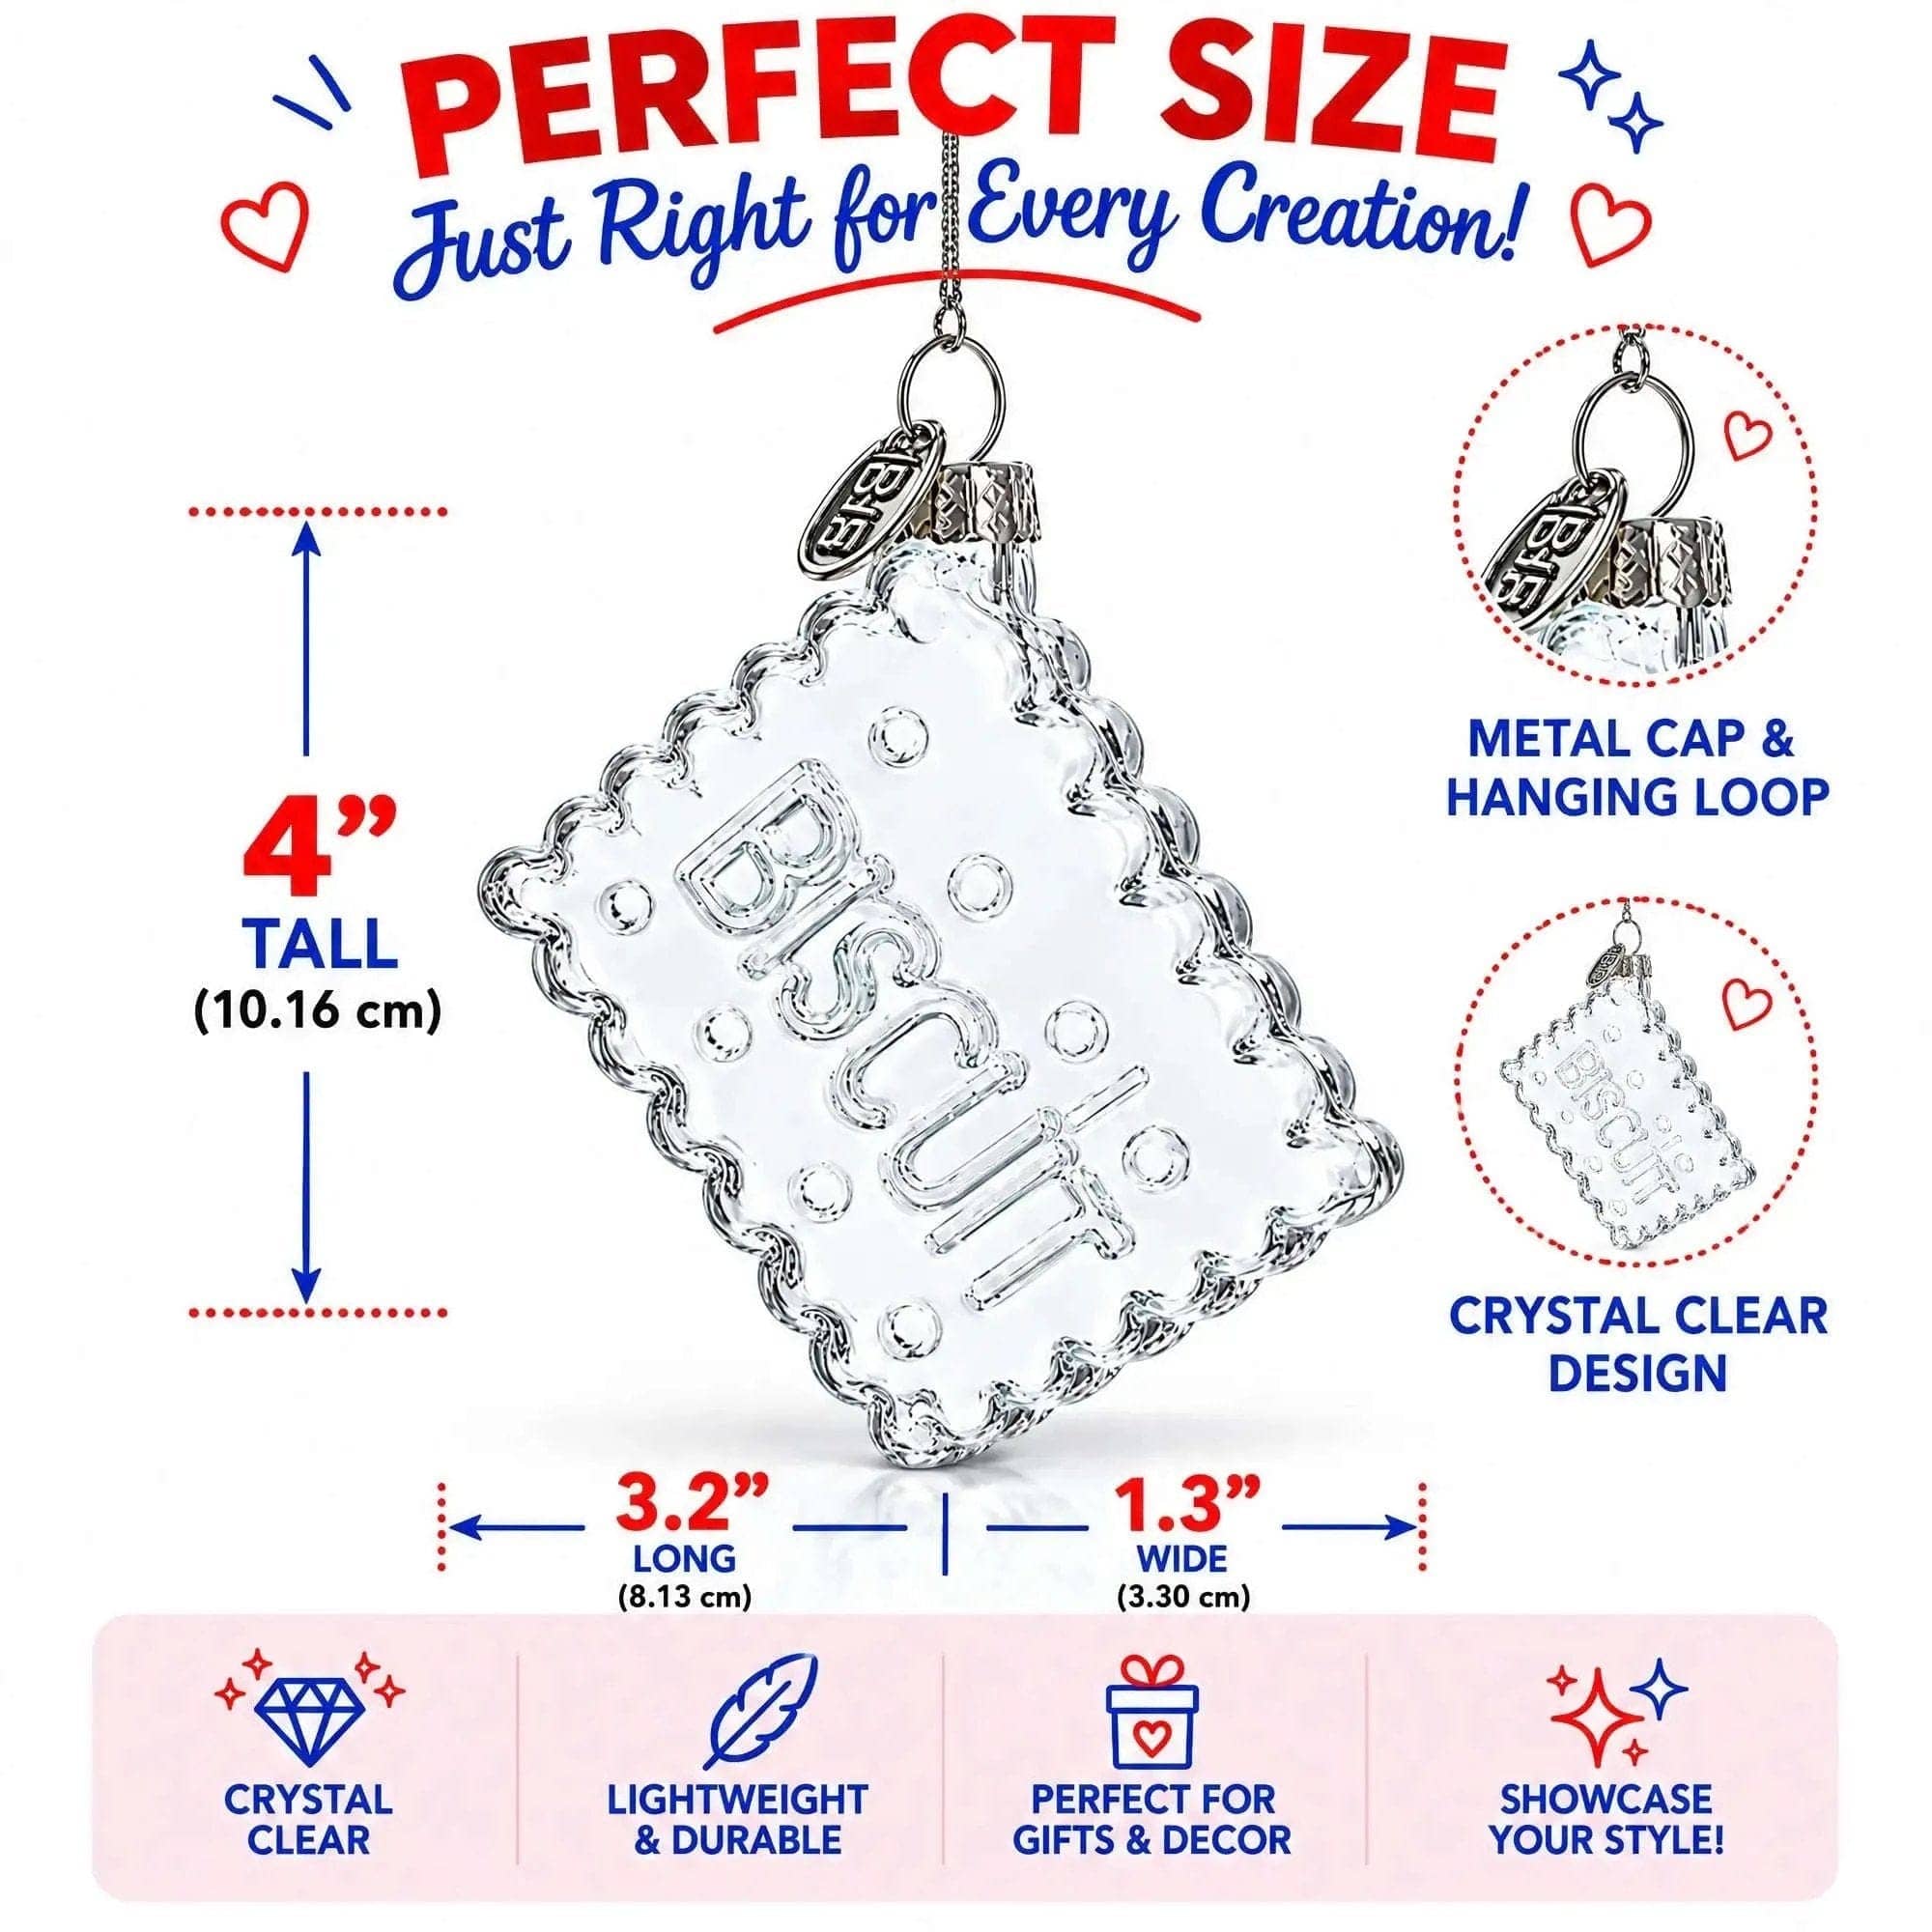 PERFECT SIZE
Just Right for Every Creation!
4”
TALL
(10.16 cm)
BISCUIT
METAL CAP &
HANGING LOOP
BISCUIT
CRYSTAL CLEAR
DESIGN
3.2”
LONG
(8.13 cm)
1.3”
WIDE
(3.30 cm)
CRYSTAL
CLEAR
LIGHTWEIGHT
& DURABLE
PERFECT FOR
GIFTS & DECOR
SHOWCASE
YOUR STYLE!